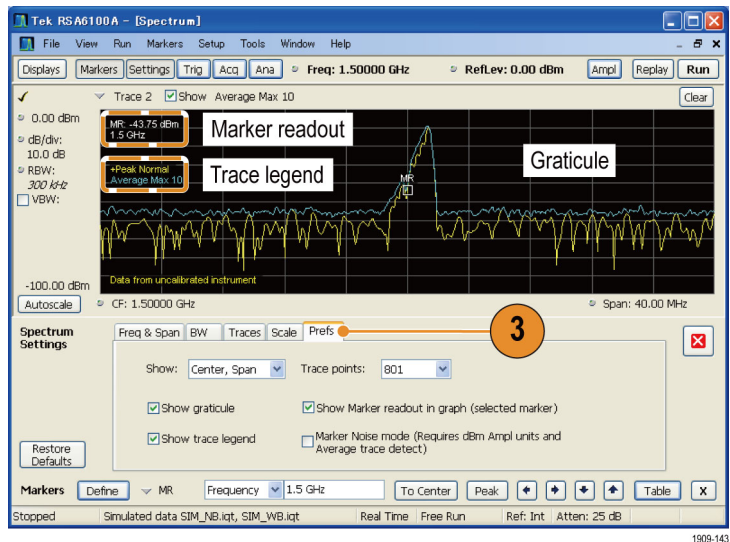 Tek RSA6100A - [Spectrum]
File View Run Markers Setup Tools Window Help
Displays Markers Settings Trig Acq Ana Freq: 1.50000 GHz RefLev: 0.00 dBm Ampl Replay Run
Trace 2 Show Average Max 10 Clear
0.00 dBm
dB/div:
10.0 dB
RBW:
300 kHz
VBW:
-100.00 dBm
Autoscale
MR: -43.75 dBm
1.5 GHz
Marker readout
+Peak Normal
Average Max 10
Trace legend
Graticule
MR
Data from uncalibrated instrument
CF: 1.50000 GHz Span: 40.00 MHz
Spectrum
Settings
Freq & Span BW Traces Scale Prefs
3
Show: Center, Span Trace points: 801
Show graticule Show Marker readout in graph (selected marker)
Show trace legend Marker Noise mode (Requires dBm Ampl units and
Average trace detect)
Restore
Defaults
Markers Define MR Frequency 1.5 GHz To Center Peak Table X
Stopped Simulated data SIM_NB.iqt, SIM_WB.iqt Real Time Free Run Ref: Int Atten: 25 dB
1909-143